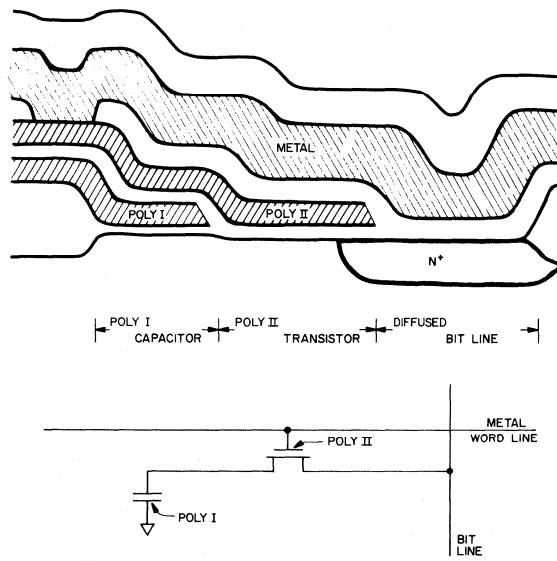 METAL
POLY I
POLY II
N+
POLY I
CAPACITOR
POLY II
TRANSISTOR
DIFFUSED
BIT LINE
METAL
WORD LINE
POLY II
POLY I
BIT
LINE